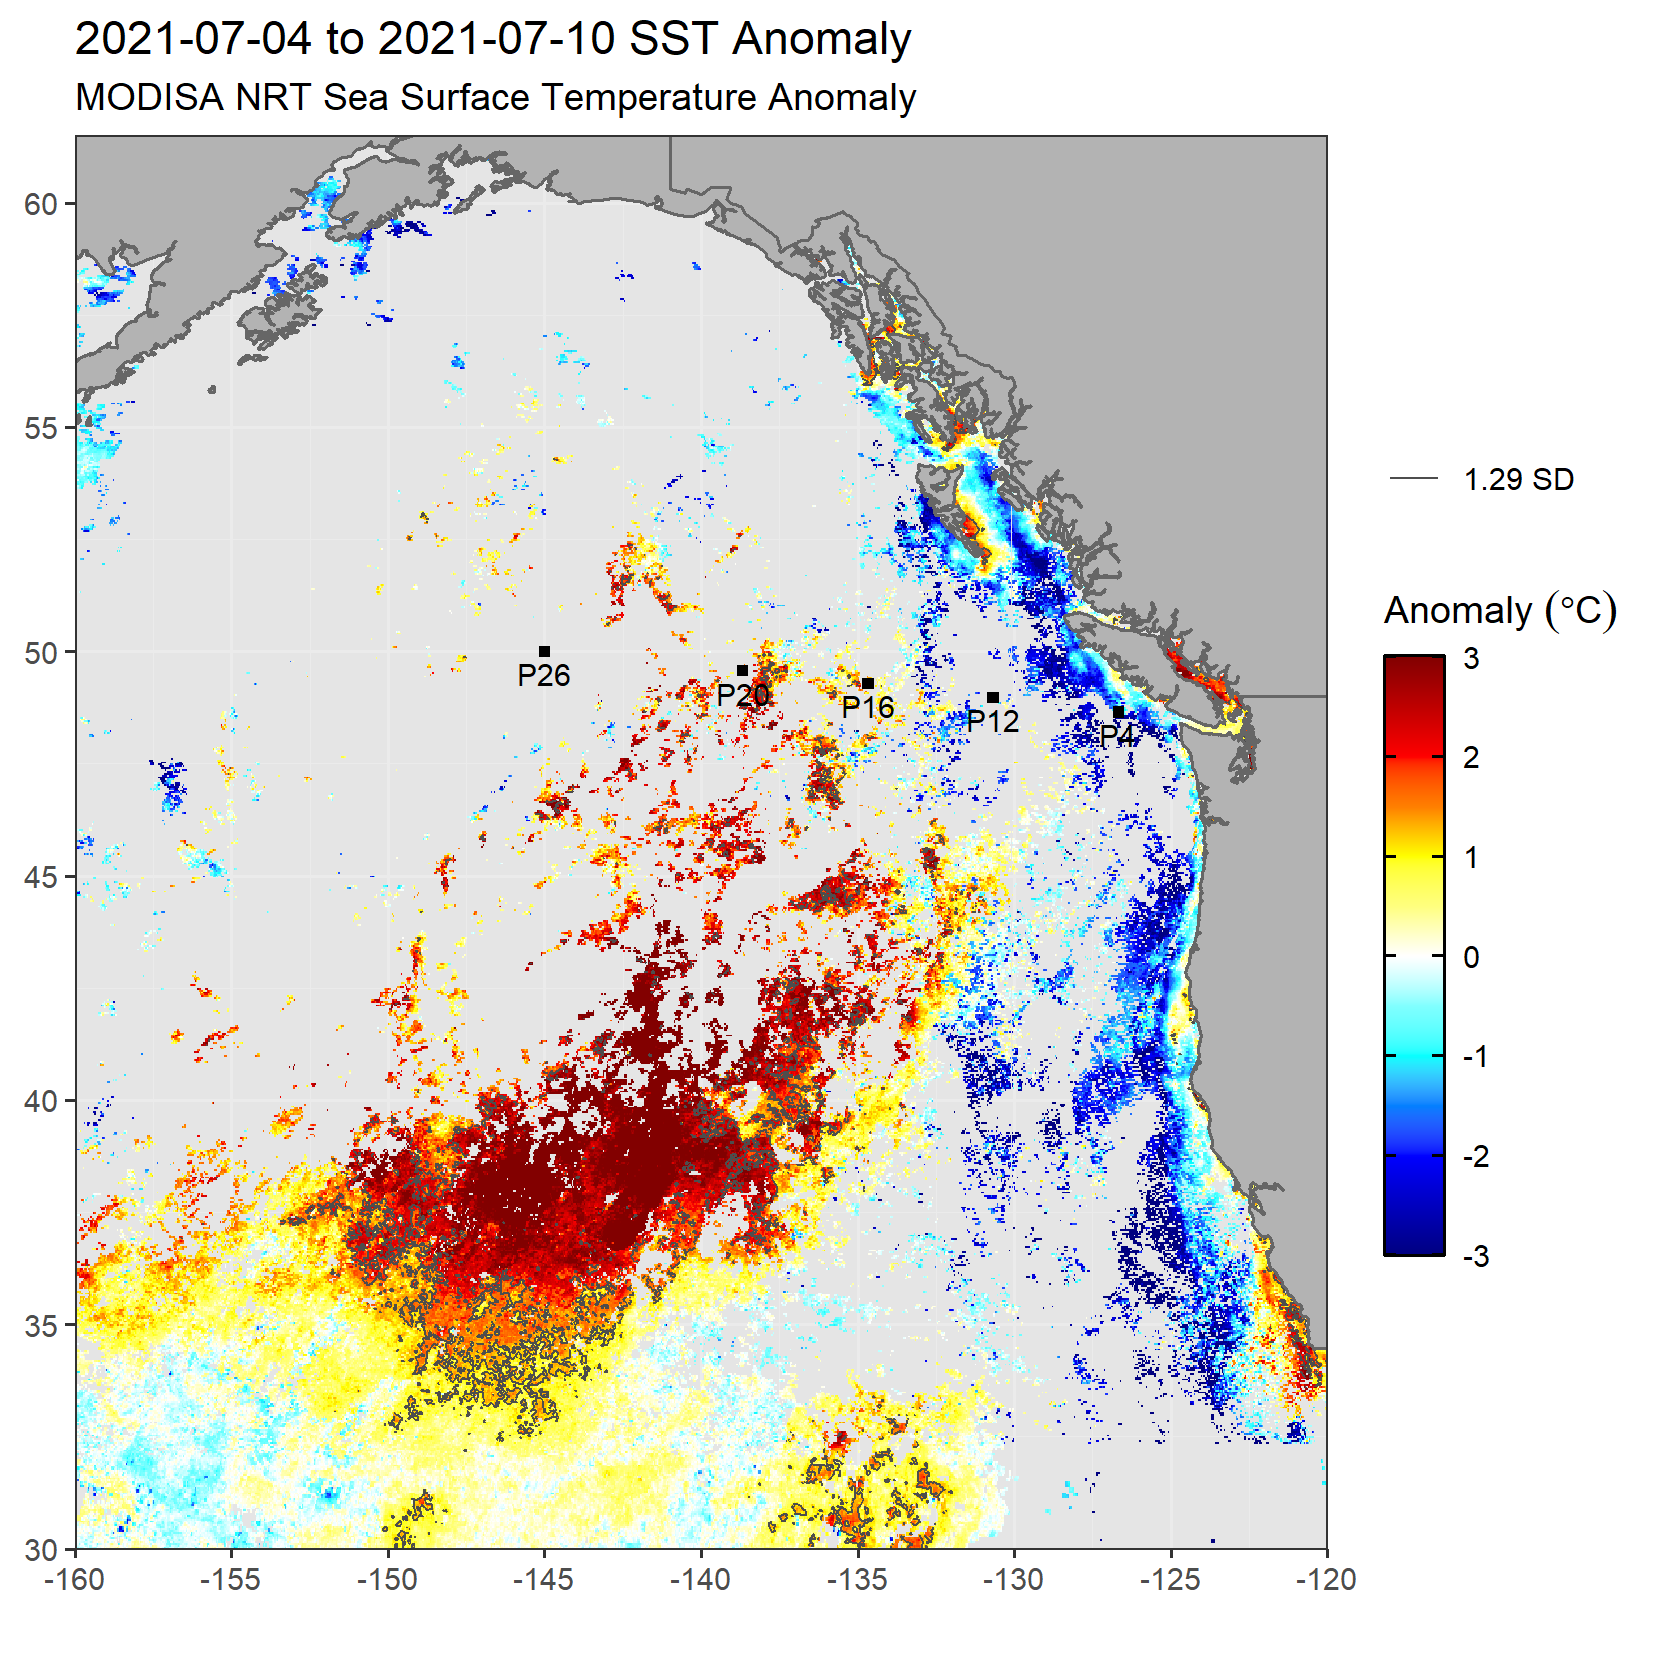 2021-07-04 to 2021-07-10 SST Anomaly
MODISA NRT Sea Surface Temperature Anomaly
60
55
50
45
40
35
30
-160
-155
-150
-145
-140
-135
-130
-125
-120
P26
P20
P16
P12
P4
1.29 SD
Anomaly (°C)
3
2
1
0
-1
-2
-3